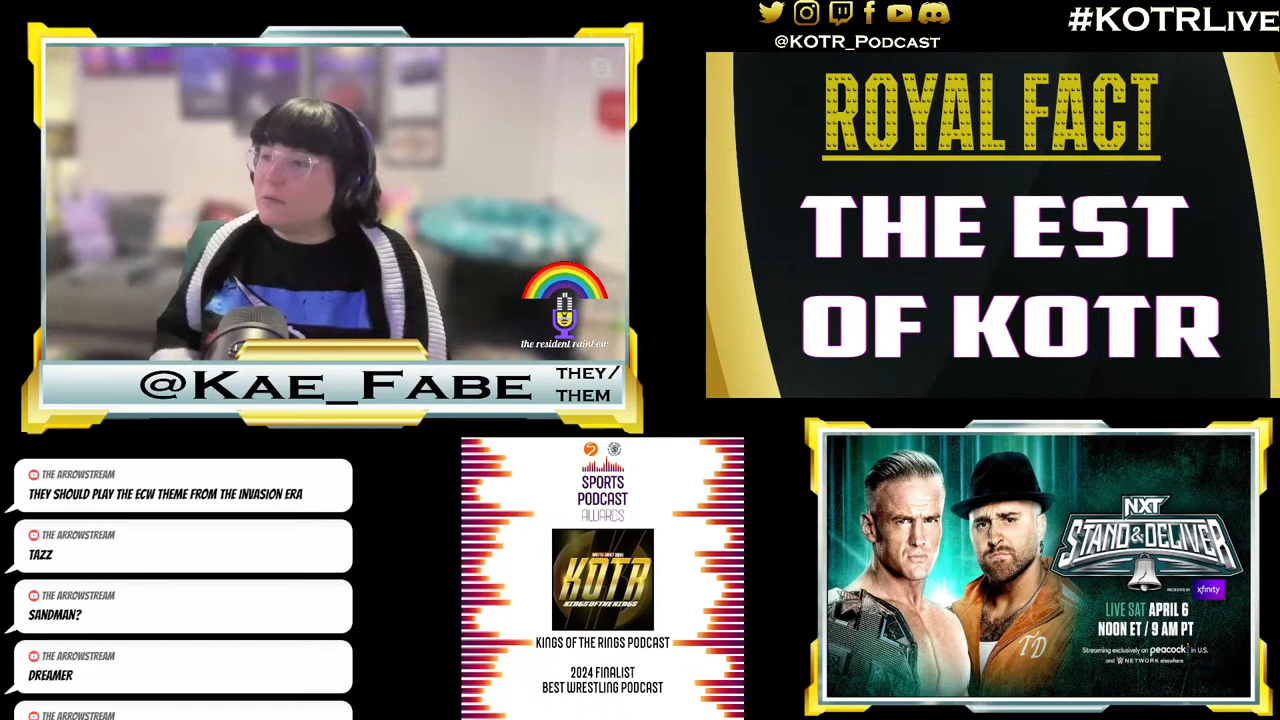 @KOTR_PODCAST
#KOTRLIVE
ROYAL FACT
THE EST
OF KOTR
the resident rainbow
@KAE_FABE
THEY/
THEM
THE ARROWSTREAM
THEY SHOULD PLAY THE ECW THEME FROM THE INVASION ERA
THE ARROWSTREAM
TAZZ
THE ARROWSTREAM
SANDMAN?
THE ARROWSTREAM
DREAMER
THE ARROWSTREAM
SPORTS
PODCAST
AWARDS
KOTR
KINGS OF THE RINGS
KINGS OF THE RINGS PODCAST
2024 FINALIST
BEST WRESTLING PODCAST
NXT
STAND & DELIVER
PRESENTED BY xfinity
LIVE SAT APRIL 6
NOON ET / 9 AM PT
Streaming exclusively on peacock in U.S.
and NETWORK elsewhere
TD